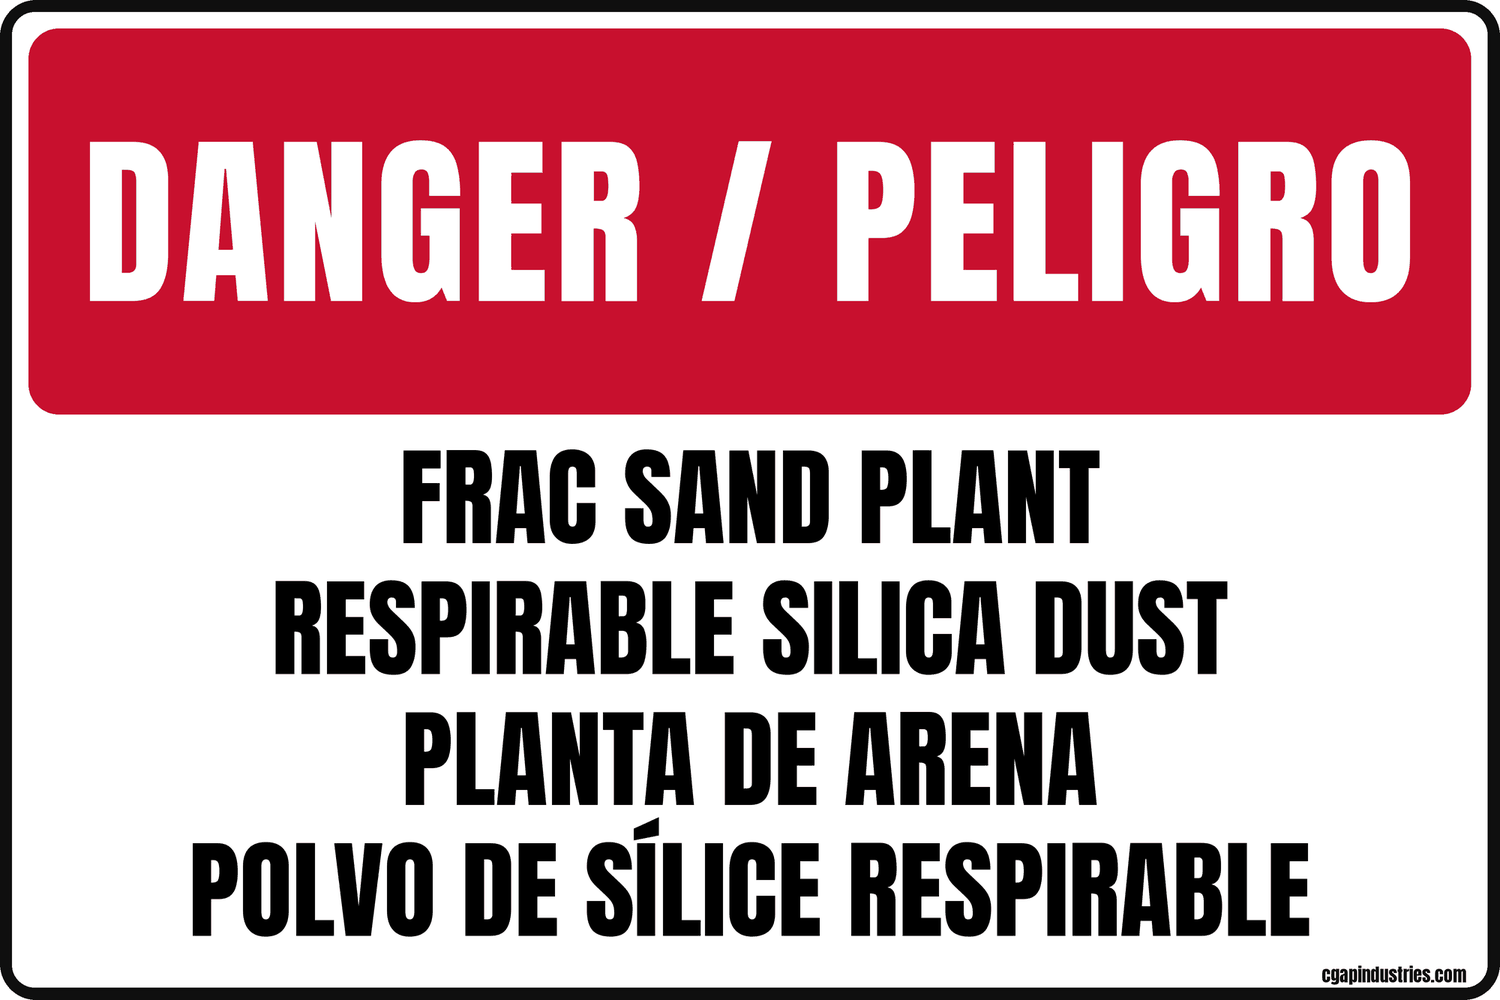 DANGER / PELIGRO
FRAC SAND PLANT
RESPIRABLE SILICA DUST
PLANTA DE ARENA
POLVO DE SÍLICE RESPIRABLE
cgapindustries.com